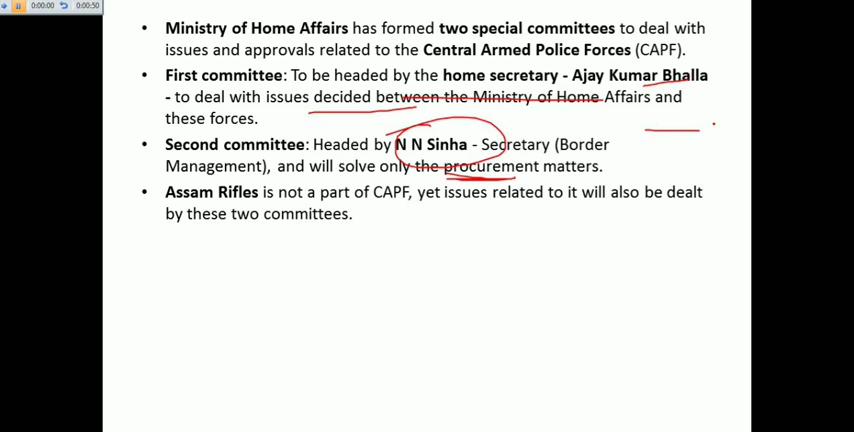 0:00:00 0:00:50
• Ministry of Home Affairs has formed two special committees to deal with
issues and approvals related to the Central Armed Police Forces (CAPF).
• First committee: To be headed by the home secretary - Ajay Kumar Bhalla
- to deal with issues decided between the Ministry of Home Affairs and
these forces.
• Second committee: Headed by N N Sinha - Secretary (Border
Management), and will solve only the procurement matters.
• Assam Rifles is not a part of CAPF, yet issues related to it will also be dealt
by these two committees.